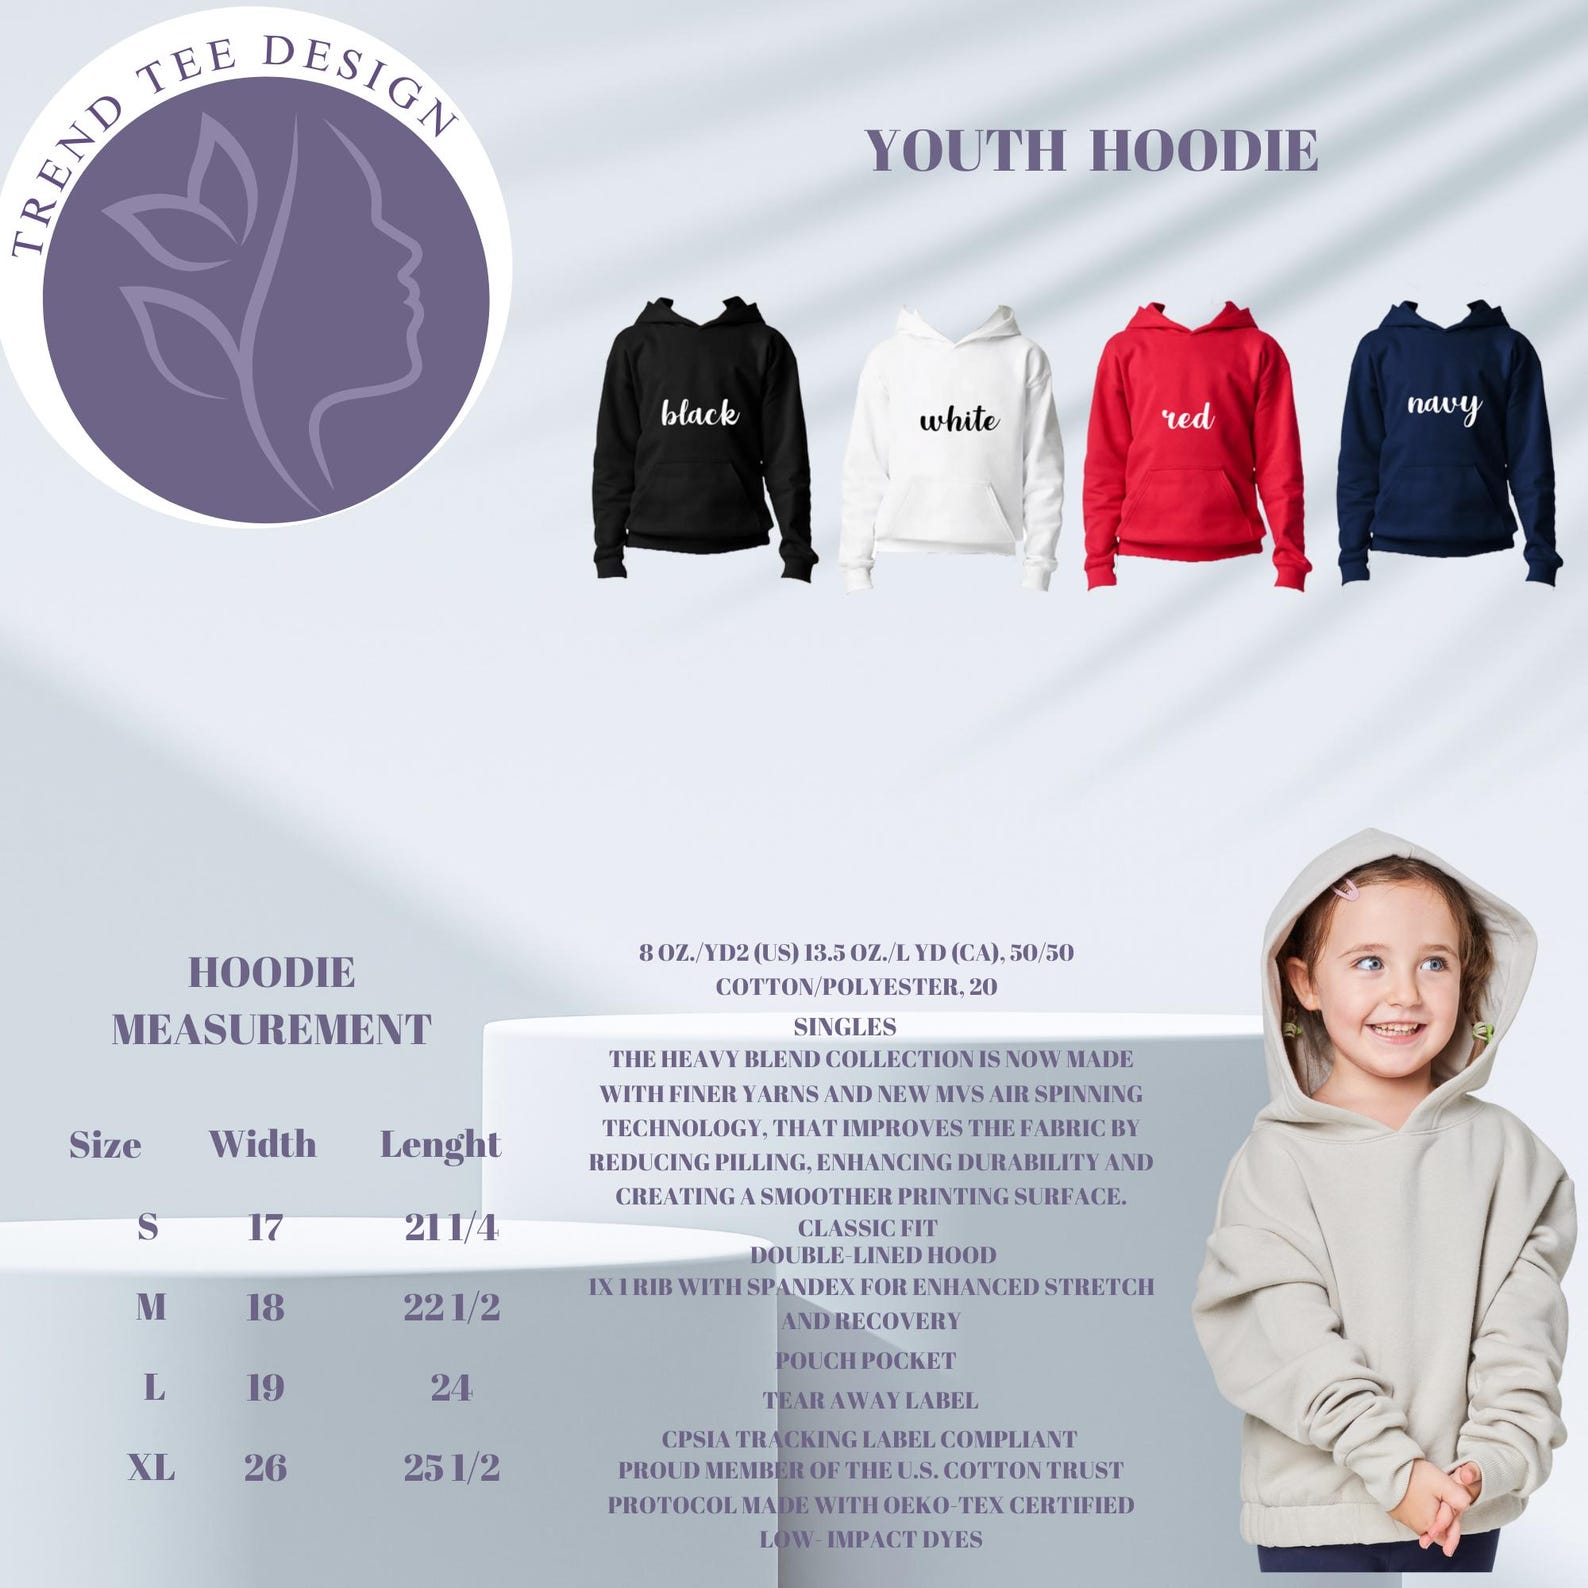 TREND TEE DESIGN
YOUTH HOODIE
black
white
red
navy
HOODIE
MEASUREMENT
Size Width Lenght
S 17 21 1/4
M 18 22 1/2
L 19 24
XL 26 25 1/2
8 OZ./YD2 (US) 13.5 OZ./L YD (CA), 50/50
COTTON/POLYESTER, 20
SINGLES
THE HEAVY BLEND COLLECTION IS NOW MADE
WITH FINER YARNS AND NEW MVS AIR SPINNING
TECHNOLOGY, THAT IMPROVES THE FABRIC BY
REDUCING PILLING, ENHANCING DURABILITY AND
CREATING A SMOOTHER PRINTING SURFACE.
CLASSIC FIT
DOUBLE-LINED HOOD
1X 1 RIB WITH SPANDEX FOR ENHANCED STRETCH
AND RECOVERY
POUCH POCKET
TEAR AWAY LABEL
CPSIA TRACKING LABEL COMPLIANT
PROUD MEMBER OF THE U.S. COTTON TRUST
PROTOCOL MADE WITH OEKO-TEX CERTIFIED
LOW- IMPACT DYES